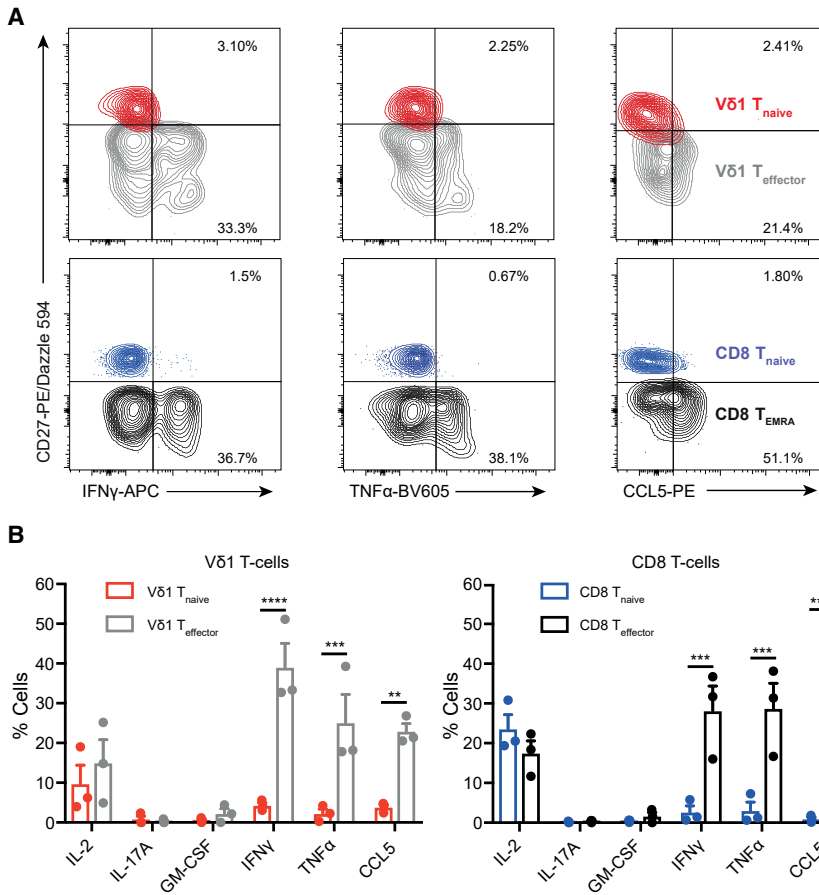 A
CD27-PE/Dazzle 594
3.10%
33.3%
2.25%
18.2%
2.41%
Vδ1 Tnaive
Vδ1 Teffector
21.4%
1.5%
36.7%
0.67%
38.1%
1.80%
CD8 Tnaive
CD8 TEMRA
51.1%
IFNγ-APC
TNFα-BV605
CCL5-PE
B
Vδ1 T-cells
% Cells
60
50
40
30
20
10
0
Vδ1 Tnaive
Vδ1 Teffector
****
***
**
IL-2
IL-17A
GM-CSF
IFNγ
TNFα
CCL5
CD8 T-cells
% Cells
60
50
40
30
20
10
0
CD8 Tnaive
CD8 Teffector
***
***
IL-2
IL-17A
GM-CSF
IFNγ
TNFα
CCL5